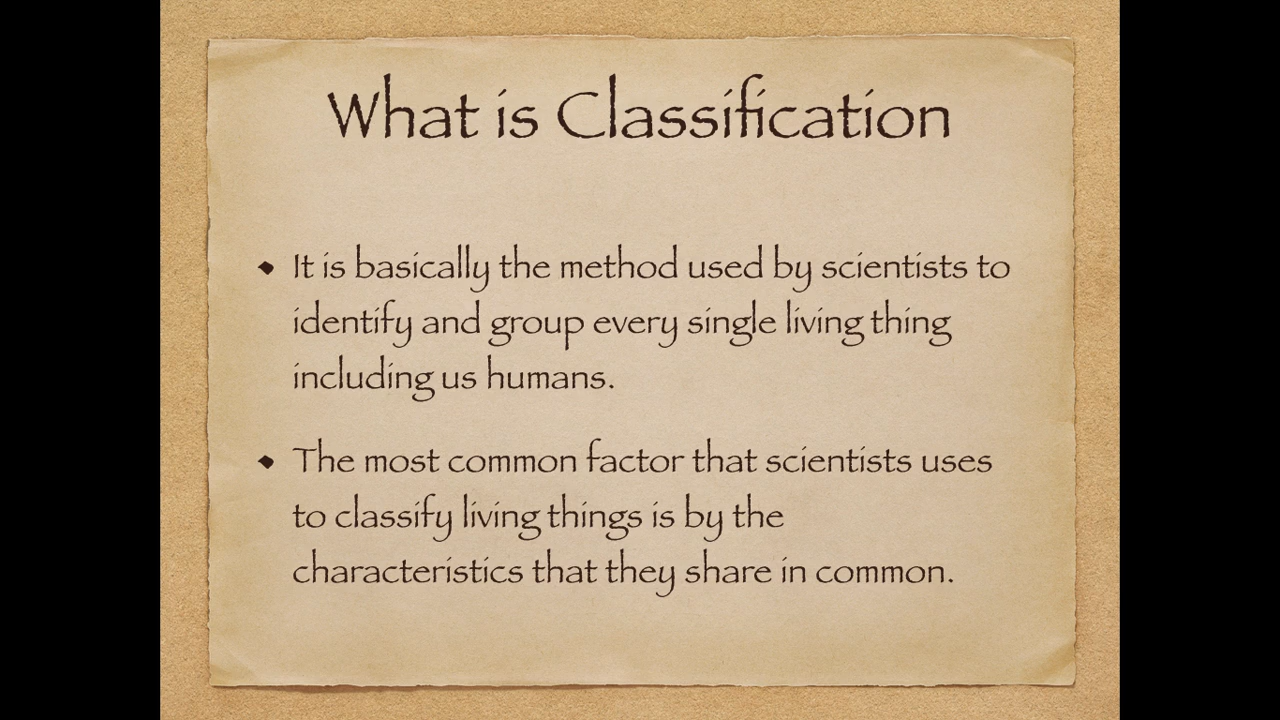 What is Classification
• It is basically the method used by scientists to
identify and group every single living thing
including us humans.
• The most common factor that scientists uses
to classify living things is by the
characteristics that they share in common.